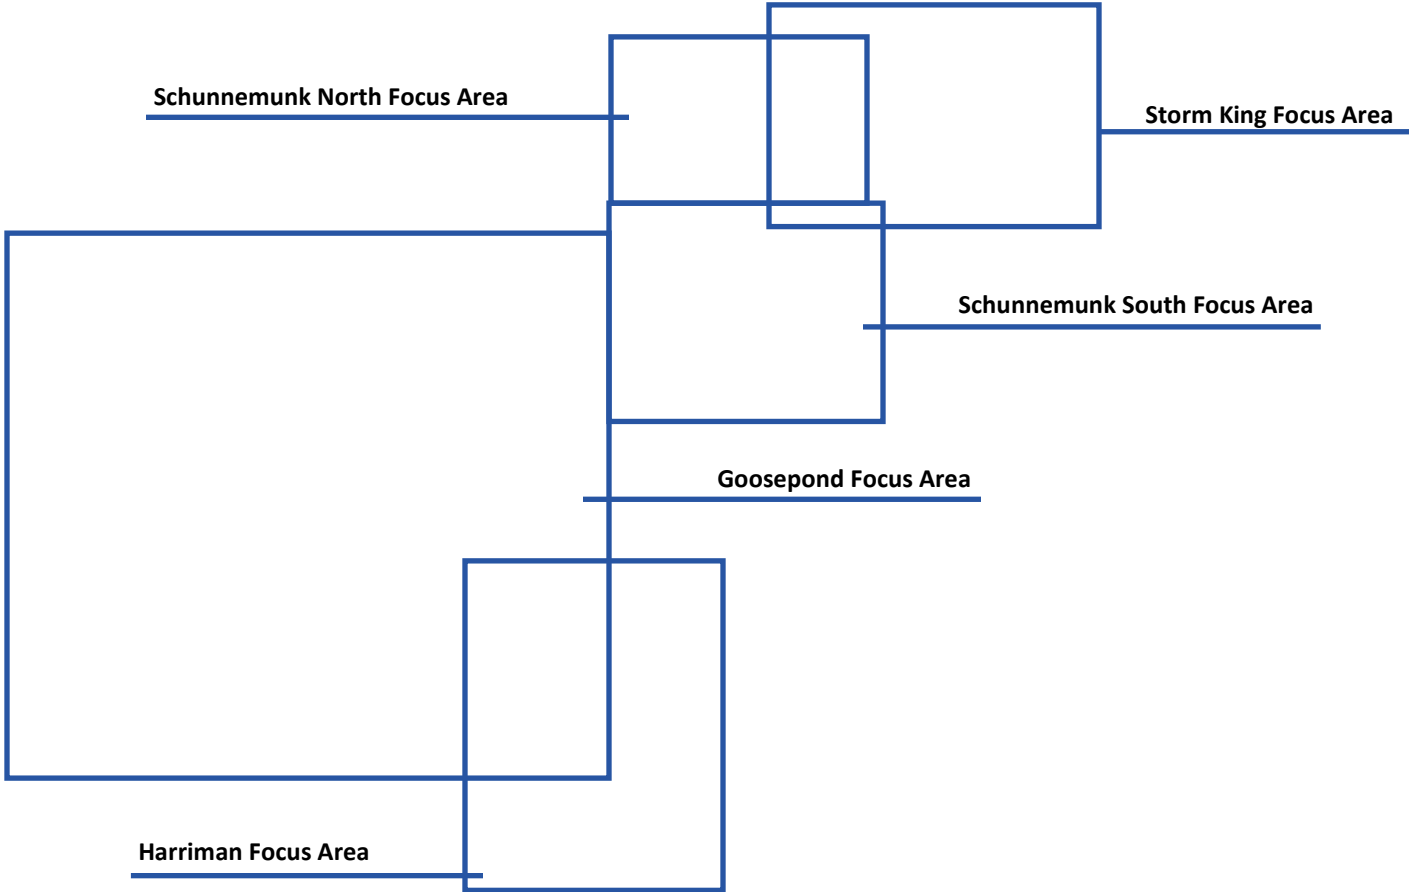 Schunnemunk North Focus Area
Storm King Focus Area
Schunnemunk South Focus Area
Goosepond Focus Area
Harriman Focus Area